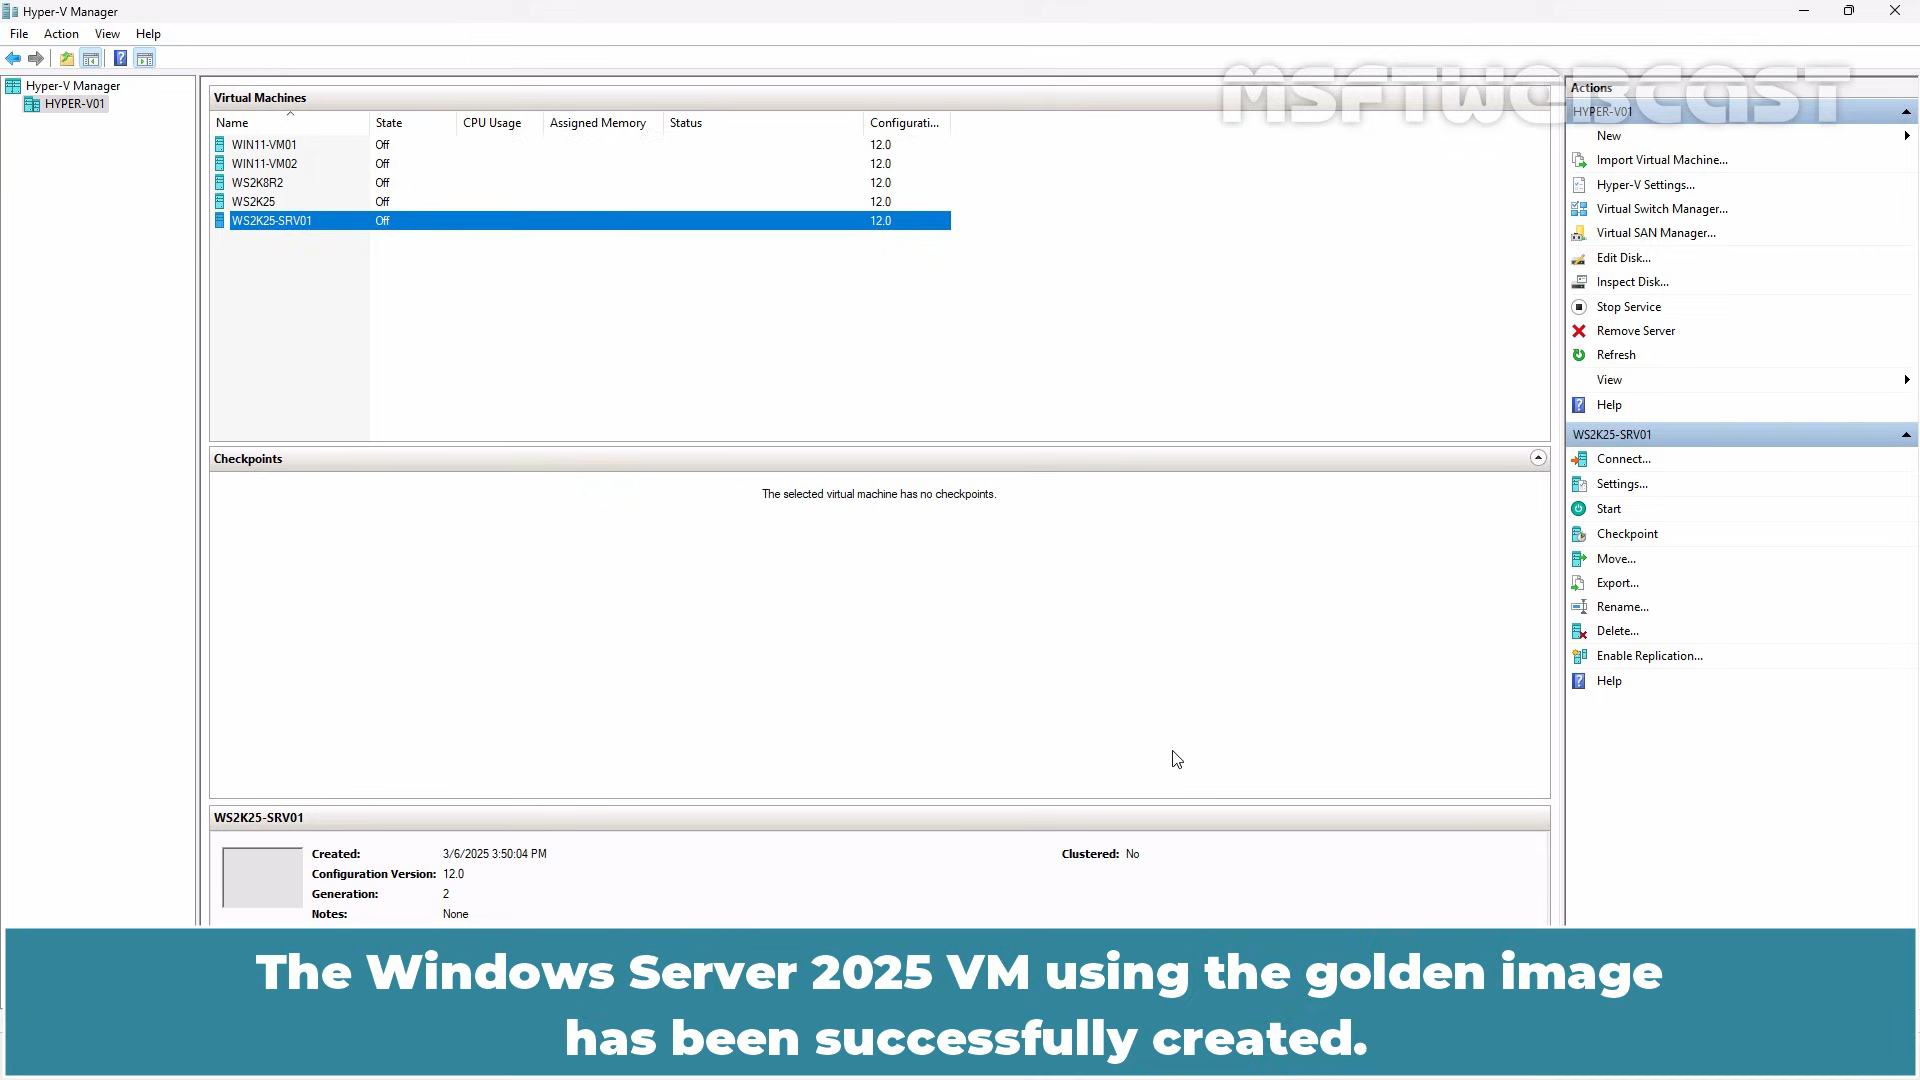 Hyper-V Manager
File Action View Help
Hyper-V Manager
HYPER-V01
Virtual Machines
Name State CPU Usage Assigned Memory Status Configurati...
WIN11-VM01 Off 12.0
WIN11-VM02 Off 12.0
WS2K8R2 Off 12.0
WS2K25 Off 12.0
WS2K25-SRV01 Off 12.0
Checkpoints
The selected virtual machine has no checkpoints.
WS2K25-SRV01
Created: 3/6/2025 3:50:04 PM Clustered: No
Configuration Version: 12.0
Generation: 2
Notes: None
MSFTWEBCAST
Actions
HYPER-V01
New
Import Virtual Machine...
Hyper-V Settings...
Virtual Switch Manager...
Virtual SAN Manager...
Edit Disk...
Inspect Disk...
Stop Service
Remove Server
Refresh
View
Help
WS2K25-SRV01
Connect...
Settings...
Start
Checkpoint
Move...
Export...
Rename...
Delete...
Enable Replication...
Help
The Windows Server 2025 VM using the golden image
has been successfully created.